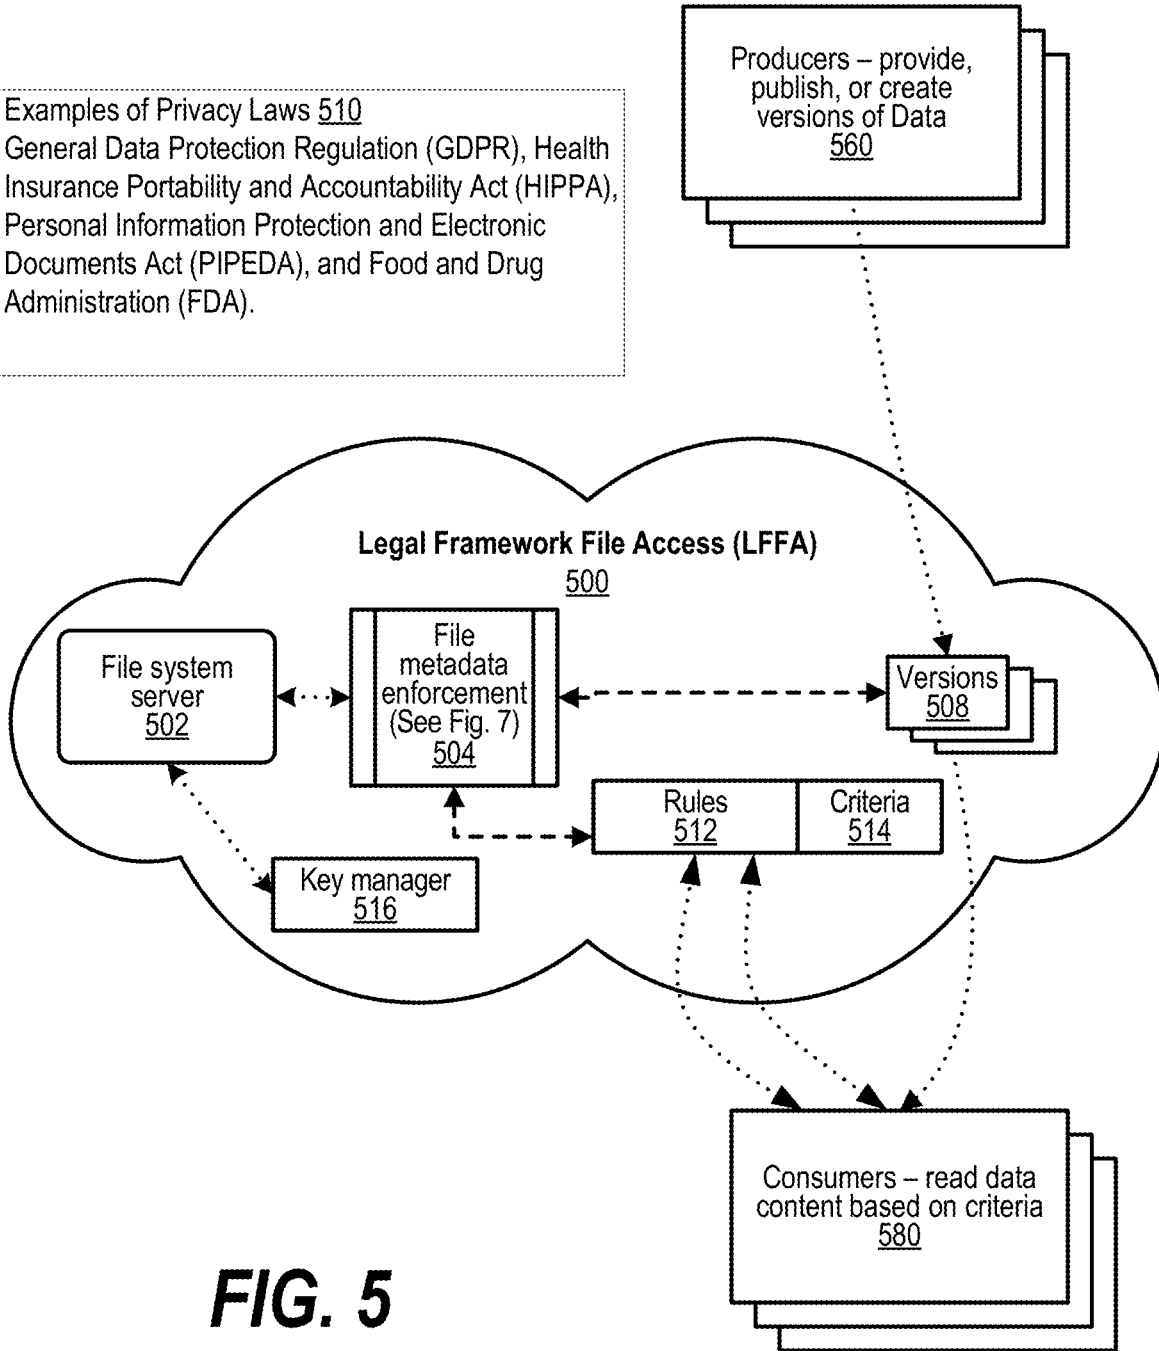 Producers – provide,
publish, or create
versions of Data
560
Examples of Privacy Laws 510
General Data Protection Regulation (GDPR), Health
Insurance Portability and Accountability Act (HIPPA),
Personal Information Protection and Electronic
Documents Act (PIPEDA), and Food and Drug
Administration (FDA).
Legal Framework File Access (LFFA)
500
File system
server
502
File
metadata
enforcement
(See Fig. 7)
504
Versions
508
Rules
512
Criteria
514
Key manager
516
Consumers – read data
content based on criteria
580
FIG. 5